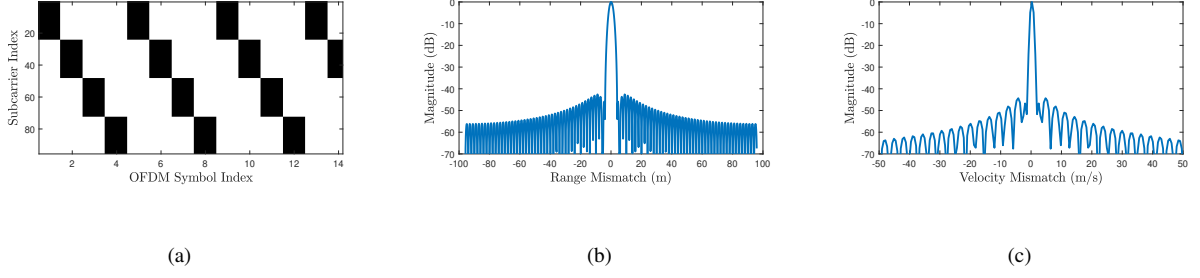 20
40
60
80
Subcarrier Index
2 4 6 8 10 12 14
OFDM Symbol Index
(a)
0
-10
-20
-30
-40
-50
-60
-70
Magnitude (dB)
-100 -80 -60 -40 -20 0 20 40 60 80 100
Range Mismatch (m)
(b)
0
-10
-20
-30
-40
-50
-60
-70
Magnitude (dB)
-50 -40 -30 -20 -10 0 10 20 30 40 50
Velocity Mismatch (m/s)
(c)